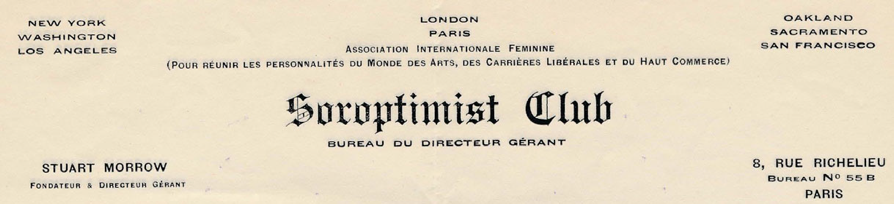 NEW YORK
WASHINGTON
LOS ANGELES
LONDON
PARIS
OAKLAND
SACRAMENTO
SAN FRANCISCO
ASSOCIATION INTERNATIONALE FEMININE
(POUR RÉUNIR LES PERSONNALITÉS DU MONDE DES ARTS, DES CARRIÈRES LIBÉRALES ET DU HAUT COMMERCE)
Soroptimist Club
BUREAU DU DIRECTEUR GÉRANT
STUART MORROW
FONDATEUR & DIRECTEUR GÉRANT
8, RUE RICHELIEU
BUREAU No 55 B
PARIS